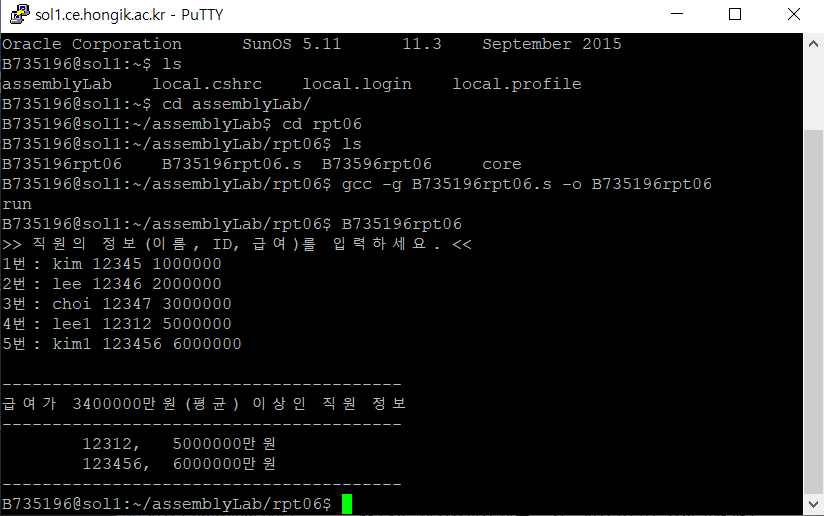 sol1.ce.hongik.ac.kr - PuTTY
Oracle Corporation      SunOS 5.11      11.3    September 2015
B735196@sol1:~$ ls
assemblyLab    local.cshrc    local.login    local.profile
B735196@sol1:~$ cd assemblyLab/
B735196@sol1:~/assemblyLab$ cd rpt06
B735196@sol1:~/assemblyLab/rpt06$ ls
B735196rpt06    B735196rpt06.s  B73596rpt06     core
B735196@sol1:~/assemblyLab/rpt06$ gcc -g B735196rpt06.s -o B735196rpt06
run
B735196@sol1:~/assemblyLab/rpt06$ B735196rpt06
>> 직원의 정보(이름, ID, 급여)를 입력하세요. <<
1번: kim 12345 1000000
2번: lee 12346 2000000
3번: choi 12347 3000000
4번: lee1 12312 5000000
5번: kim1 123456 6000000
----------------------------------------
급여가 3400000만원(평균) 이상인 직원 정보
----------------------------------------
12312,   5000000만원
123456,  6000000만원
----------------------------------------
B735196@sol1:~/assemblyLab/rpt06$